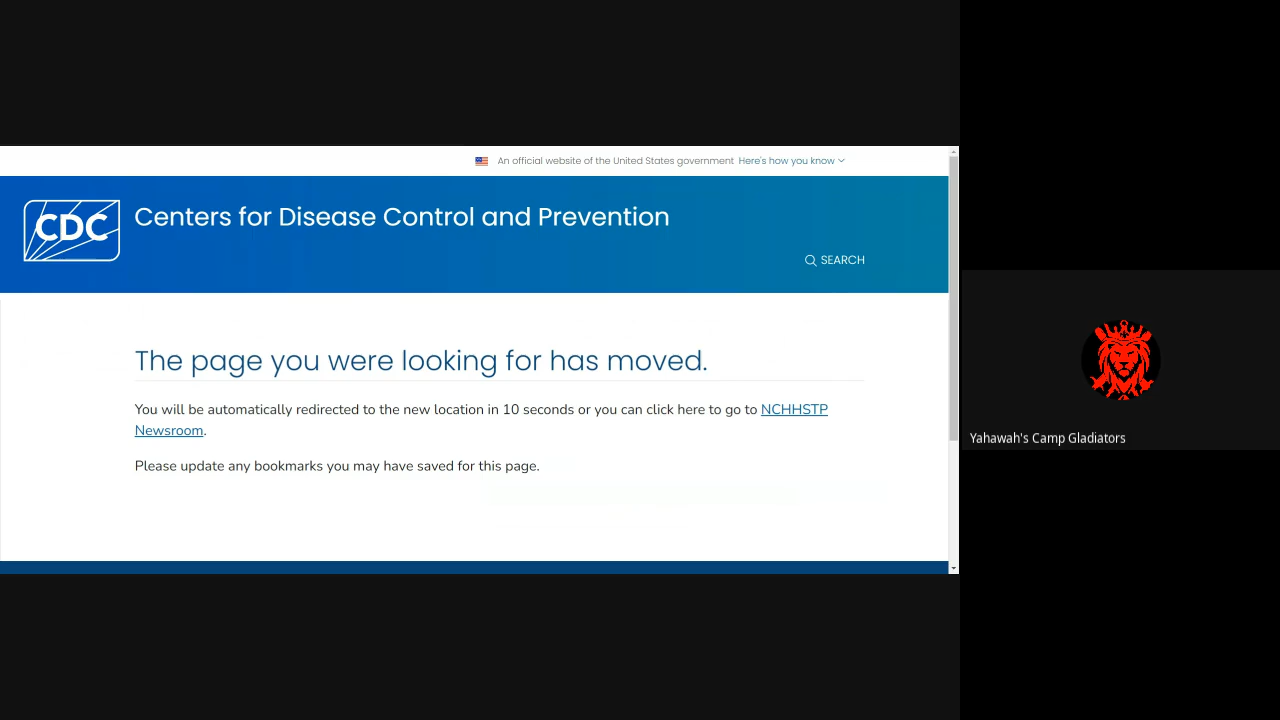 An official website of the United States government Here's how you know
CDC
Centers for Disease Control and Prevention
SEARCH
The page you were looking for has moved.
You will be automatically redirected to the new location in 10 seconds or you can click here to go to NCHHSTP
Newsroom.
Please update any bookmarks you may have saved for this page.
Yahawah's Camp Gladiators